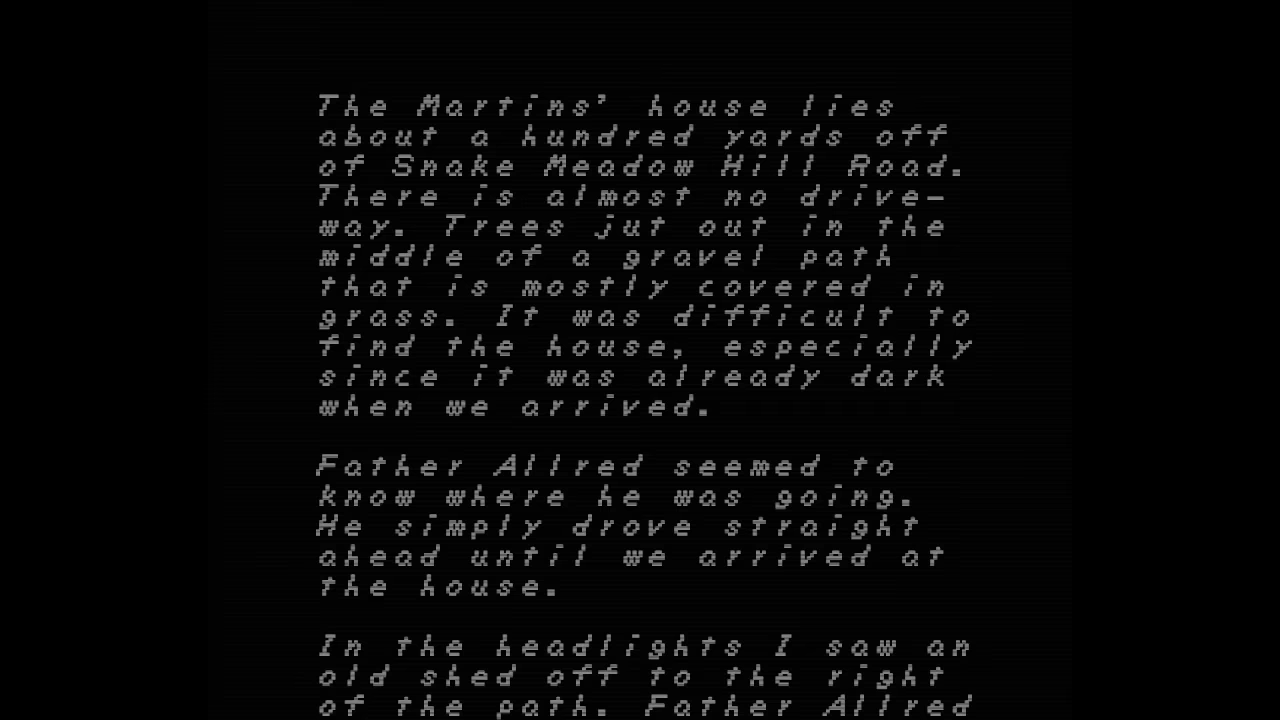 The Martins' house lies
about a hundred yards off
of Snake Meadow Hill Road.
There is almost no drive-
way. Trees jut out in the
middle of a gravel path
that is mostly covered in
grass. It was difficult to
find the house, especially
since it was already dark
when we arrived.
Father Allred seemed to
know where he was going.
He simply drove straight
ahead until we arrived at
the house.
In the headlights I saw an
old shed off to the right
of the path. Father Allred